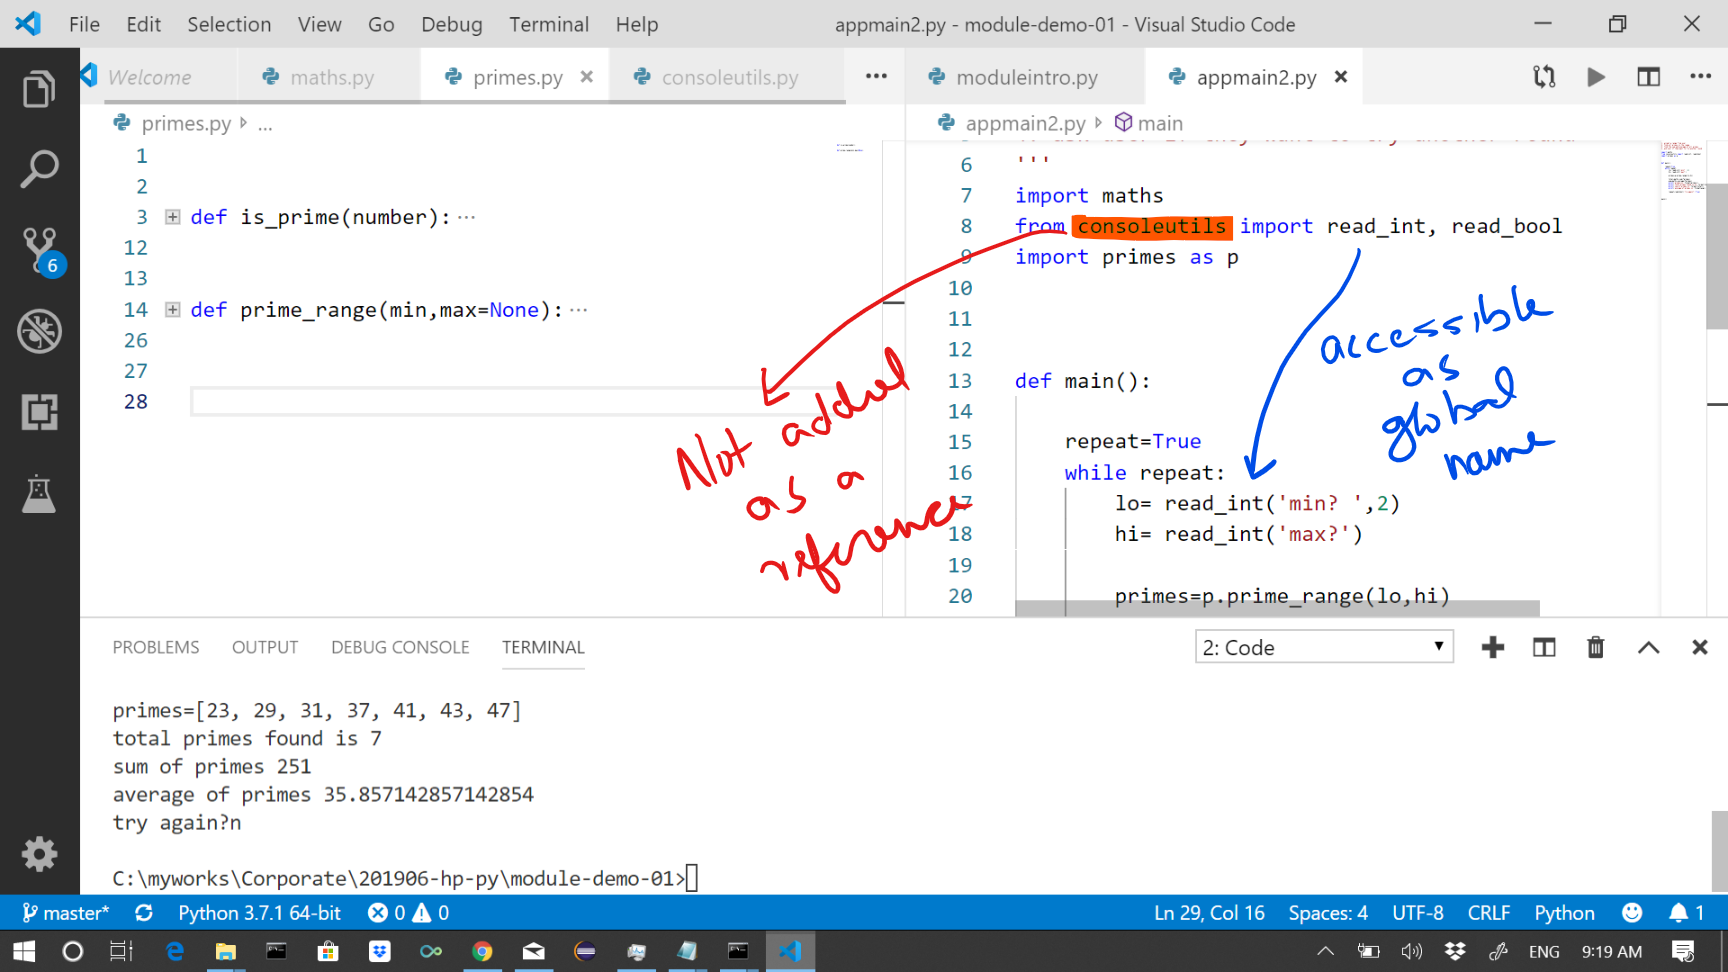 File Edit Selection View Go Debug Terminal Help appmain2.py - module-demo-01 - Visual Studio Code
Welcome maths.py primes.py consoleutils.py
primes.py ...
1
2
3 def is_prime(number): ...
12
13
14 def prime_range(min,max=None): ...
26
27
28
moduleintro.py appmain2.py
appmain2.py main
6 '''
7 import maths
8 from consoleutils import read_int, read_bool
9 import primes as p
10
11
12
13 def main():
14
15 repeat=True
16 while repeat:
17 lo= read_int('min? ',2)
18 hi= read_int('max?')
19
20 primes=p.prime_range(lo,hi)
Not added
as a
reference
accessible
as
global
name
PROBLEMS OUTPUT DEBUG CONSOLE TERMINAL 2: Code
primes=[23, 29, 31, 37, 41, 43, 47]
total primes found is 7
sum of primes 251
average of primes 35.857142857142854
try again?n
C:\myworks\Corporate\201906-hp-py\module-demo-01>
6
master* Python 3.7.1 64-bit 0 0 Ln 29, Col 16 Spaces: 4 UTF-8 CRLF Python 1
ENG 9:19 AM